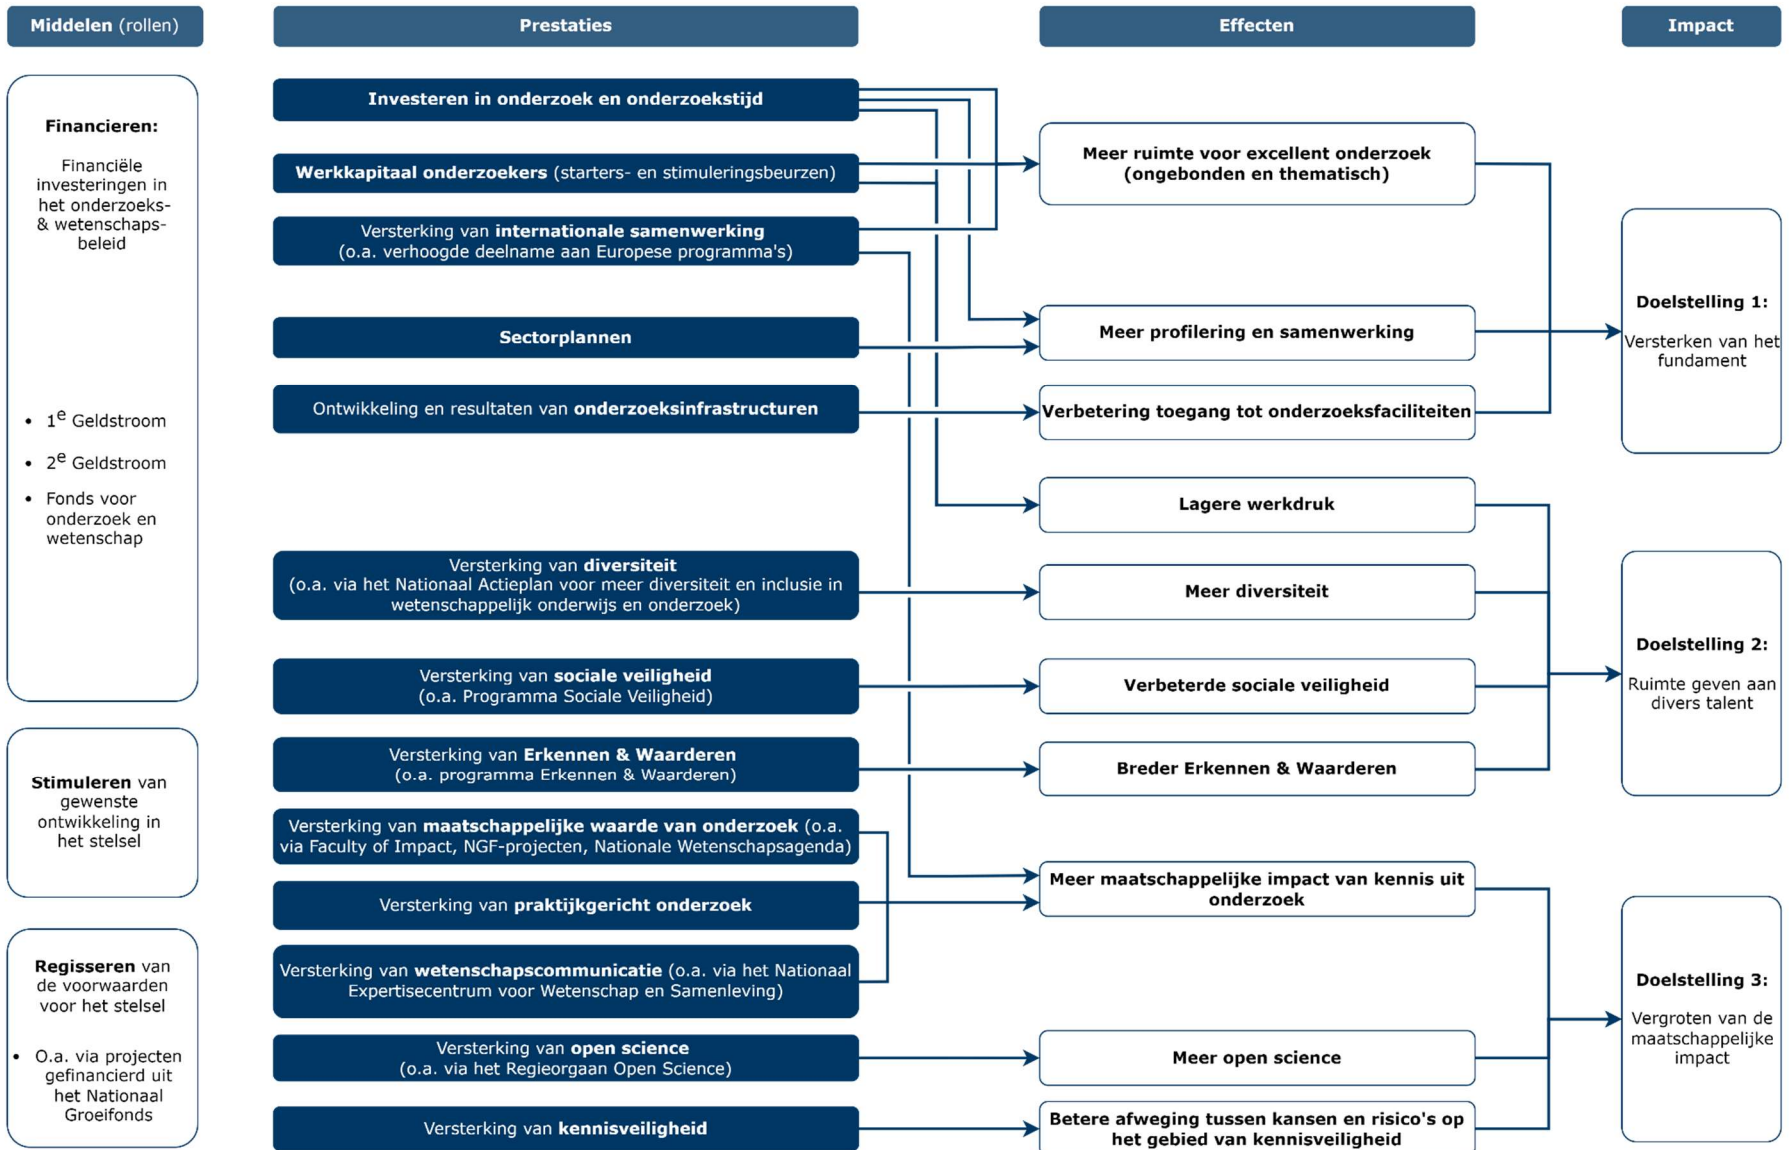 Middelen (rollen)
Prestaties
Effecten
Impact
Financieren:
Financiële
investeringen in
het onderzoeks-
& wetenschaps-
beleid
• 1e Geldstroom
• 2e Geldstroom
• Fonds voor
onderzoek en
wetenschap
Stimuleren van
gewenste
ontwikkeling in
het stelsel
Regisseren van
de voorwaarden
voor het stelsel
• O.a. via projecten
gefinancierd uit
het Nationaal
Groeifonds
Investeren in onderzoek en onderzoekstijd
Werkkapitaal onderzoekers (starters- en stimuleringsbeurzen)
Versterking van internationale samenwerking
(o.a. verhoogde deelname aan Europese programma's)
Sectorplannen
Ontwikkeling en resultaten van onderzoeksinfrastructuren
Versterking van diversiteit
(o.a. via het Nationaal Actieplan voor meer diversiteit en inclusie in
wetenschappelijk onderwijs en onderzoek)
Versterking van sociale veiligheid
(o.a. Programma Sociale Veiligheid)
Versterking van Erkennen & Waarderen
(o.a. programma Erkennen & Waarderen)
Versterking van maatschappelijke waarde van onderzoek (o.a.
via Faculty of Impact, NGF-projecten, Nationale Wetenschapsagenda)
Versterking van praktijkgericht onderzoek
Versterking van wetenschapscommunicatie (o.a. via het Nationaal
Expertisecentrum voor Wetenschap en Samenleving)
Versterking van open science
(o.a. via het Regieorgaan Open Science)
Versterking van kennisveiligheid
Meer ruimte voor excellent onderzoek
(ongebonden en thematisch)
Meer profilering en samenwerking
Verbetering toegang tot onderzoeksfaciliteiten
Lagere werkdruk
Meer diversiteit
Verbeterde sociale veiligheid
Breder Erkennen & Waarderen
Meer maatschappelijke impact van kennis uit
onderzoek
Meer open science
Betere afweging tussen kansen en risico's op
het gebied van kennisveiligheid
Doelstelling 1:
Versterken van het
fundament
Doelstelling 2:
Ruimte geven aan
divers talent
Doelstelling 3:
Vergroten van de
maatschappelijke
impact